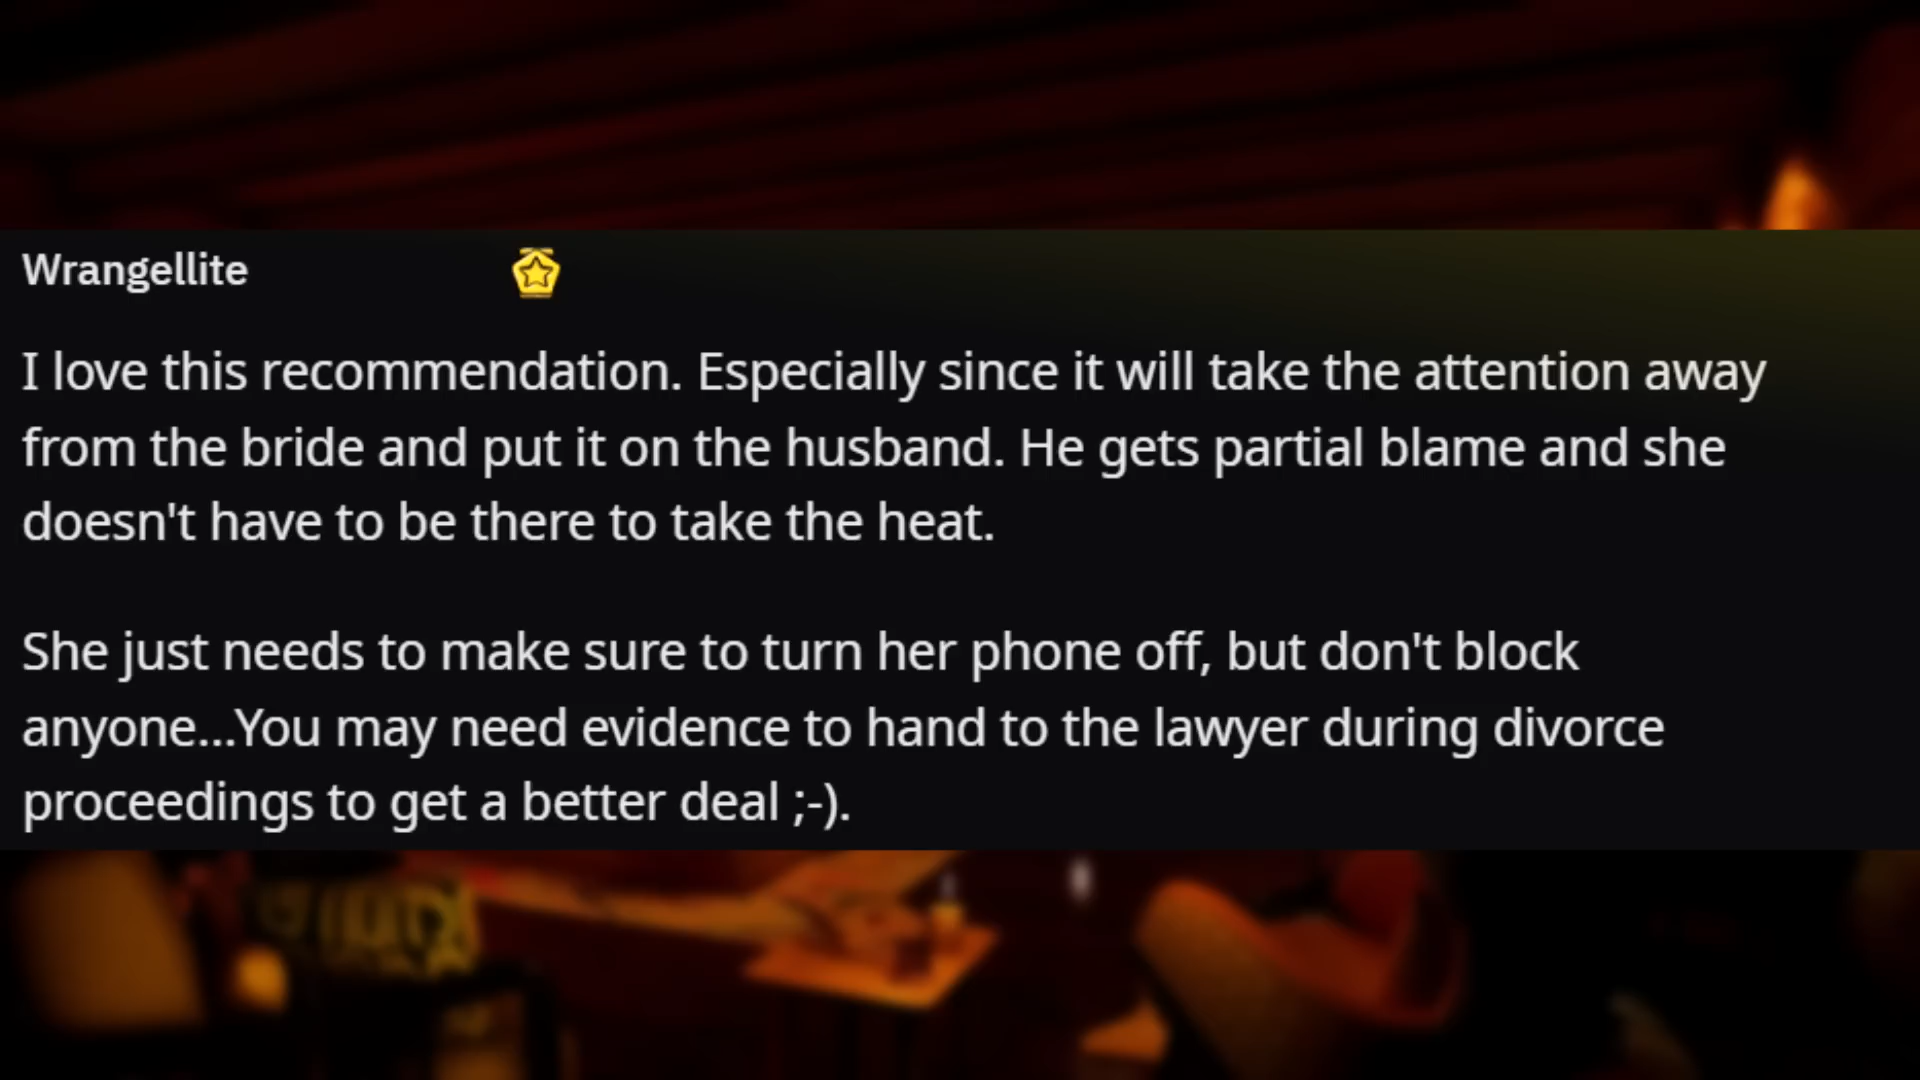 Wrangellite
I love this recommendation. Especially since it will take the attention away
from the bride and put it on the husband. He gets partial blame and she
doesn't have to be there to take the heat.
She just needs to make sure to turn her phone off, but don't block
anyone...You may need evidence to hand to the lawyer during divorce
proceedings to get a better deal ;-).